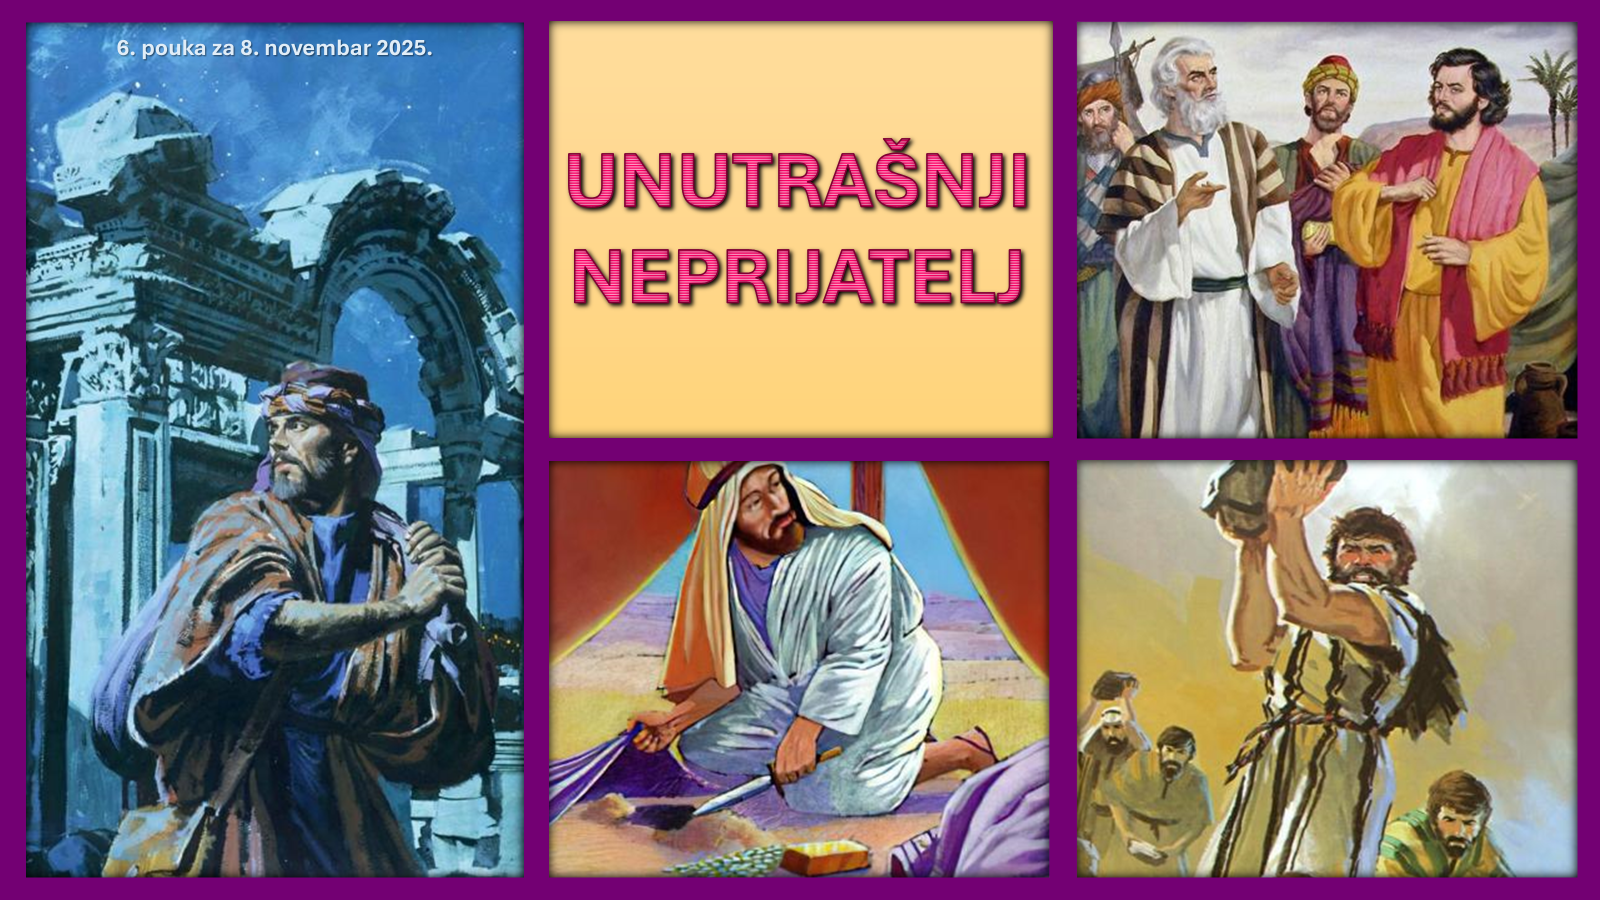 6. pouka za 8. novembar 2025.
UNUTRAŠNJI
NEPRIJATELJ